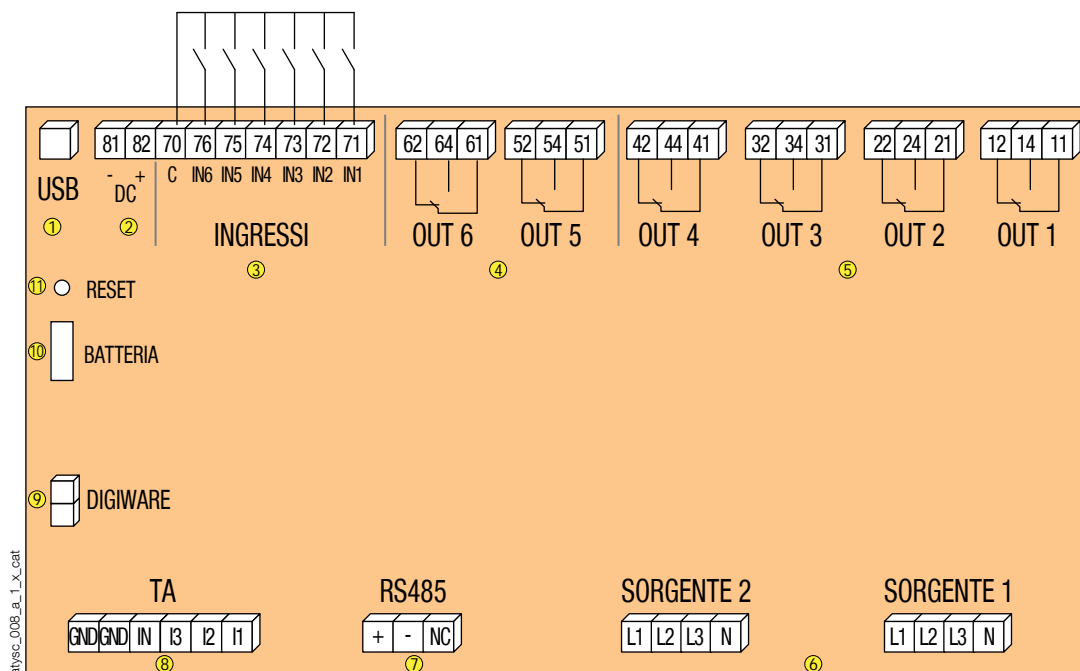 81 82 70 76 75 74 73 72 71 62 64 61 52 54 51 42 44 41 32 34 31 22 24 21 12 14 11
USB - DC + C IN6 IN5 IN4 IN3 IN2 IN1
① ② INGRESSI OUT 6 OUT 5 OUT 4 OUT 3 OUT 2 OUT 1
③ ④ ⑤
⑪ RESET
⑩ BATTERIA
⑨ DIGIWARE
TA RS485 SORGENTE 2 SORGENTE 1
GND GND IN I3 I2 I1 + - NC L1 L2 L3 N L1 L2 L3 N
⑧ ⑦ ⑥
atysc_008_a_1_x_cat